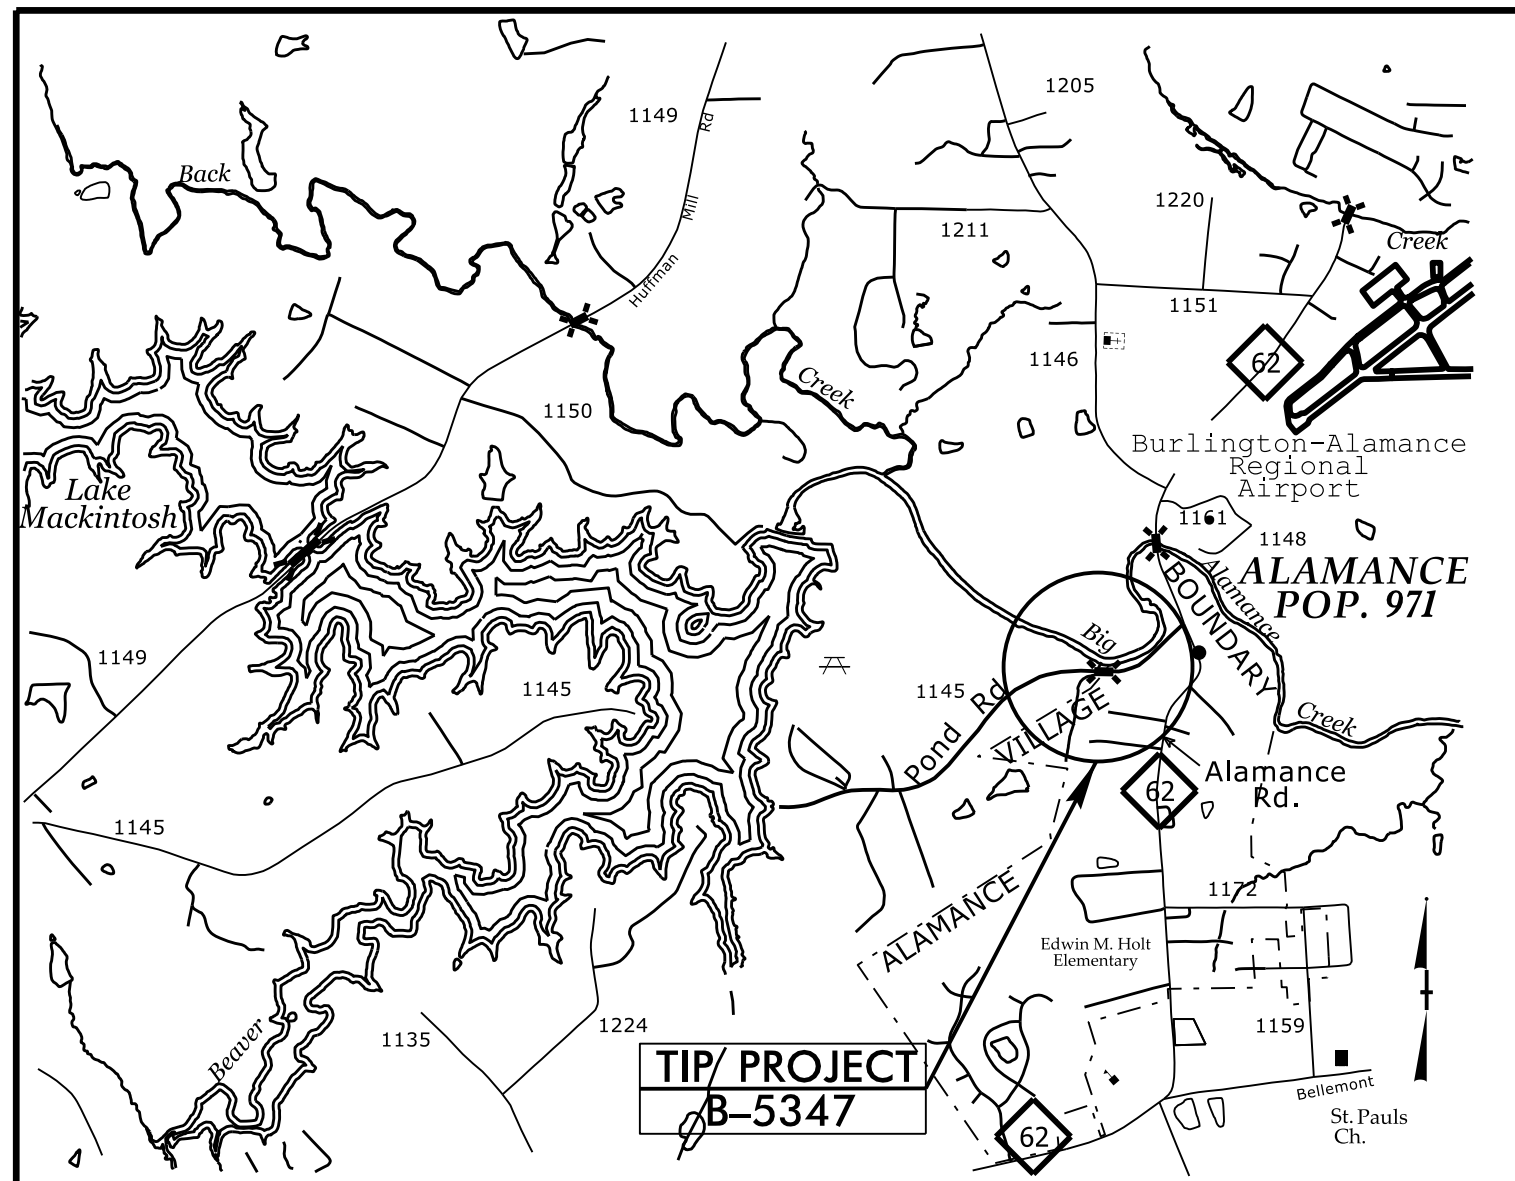 1205
1149
Rd
Back
1220
Mill
1211
Creek
Huffman
1151
1146
62
Creek
1150
Burlington-Alamance
Regional
Airport
Lake
Mackintosh
1161
1148
ALAMANCE
POP. 971
BOUNDARY
Alamance
Big
1149
1145
1145
Pond Rd
VILLAGE
Creek
Alamance
Rd.
62
1145
1172
ALAMANCE
Edwin M. Holt
Elementary
1159
1224
1135
Beaver
TIP PROJECT
B-5347
Bellemont
St. Pauls
Ch.
62